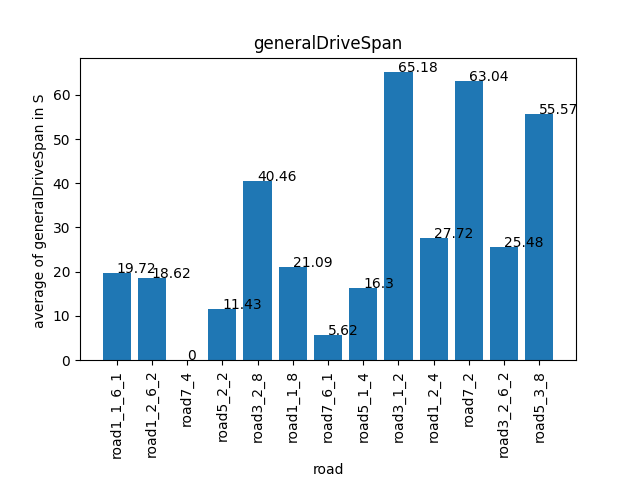 generalDriveSpan
average of generalDriveSpan in S
60
50
40
30
20
10
0
19.72
18.62
0
11.43
40.46
21.09
5.62
16.3
65.18
27.72
63.04
25.48
55.57
road1_1_6_1
road1_2_6_2
road7_4
road5_2_2
road3_2_8
road1_1_8
road7_6_1
road5_1_4
road3_1_2
road1_2_4
road7_2
road3_2_6_2
road5_3_8
road